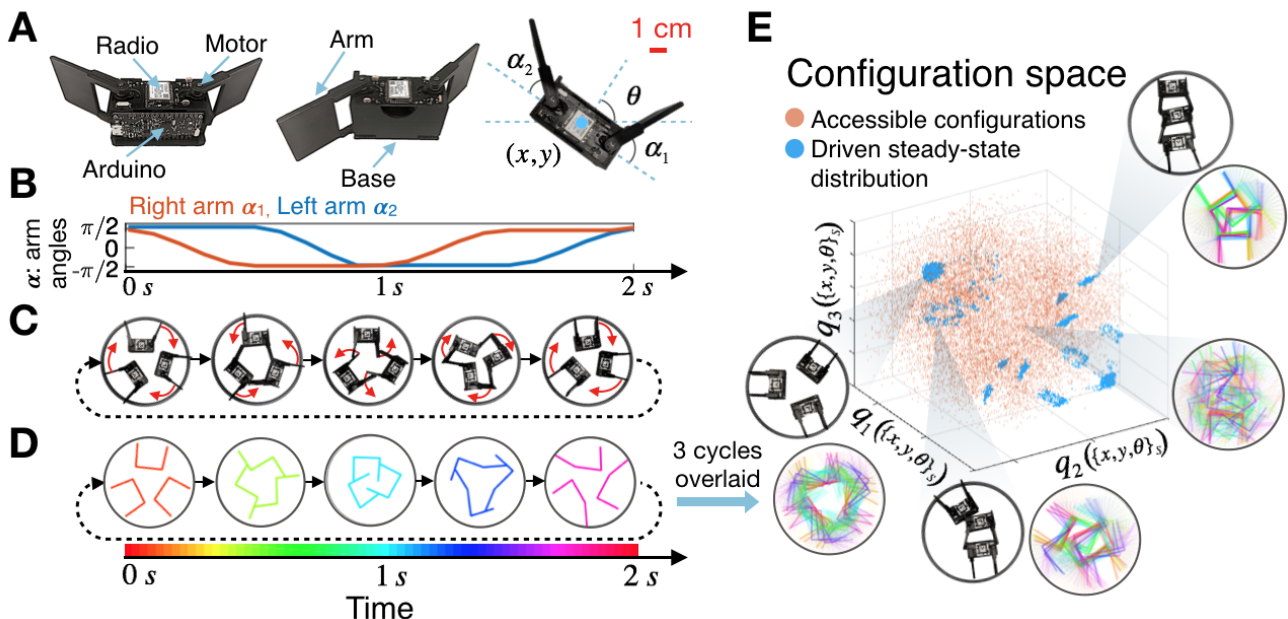 A
Radio
Motor
Arduino
Arm
Base
1 cm
α₂
θ
(x, y)
α₁
B
Right arm α₁, Left arm α₂
α: arm angles
π/2
0
-π/2
0 s
1 s
2 s
C
D
3 cycles
overlaid
0 s
1 s
2 s
Time
E
Configuration space
Accessible configurations
Driven steady-state
distribution
q₃({x,y,θ}ₛ)
q₁({x,y,θ}ₛ)
q₂({x,y,θ}ₛ)